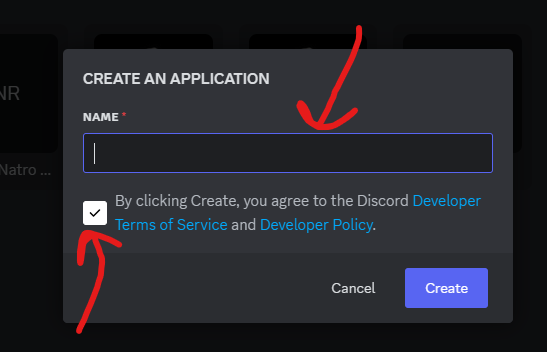 NR
Natro ...
CREATE AN APPLICATION
NAME *
By clicking Create, you agree to the Discord Developer
Terms of Service and Developer Policy.
Cancel
Create